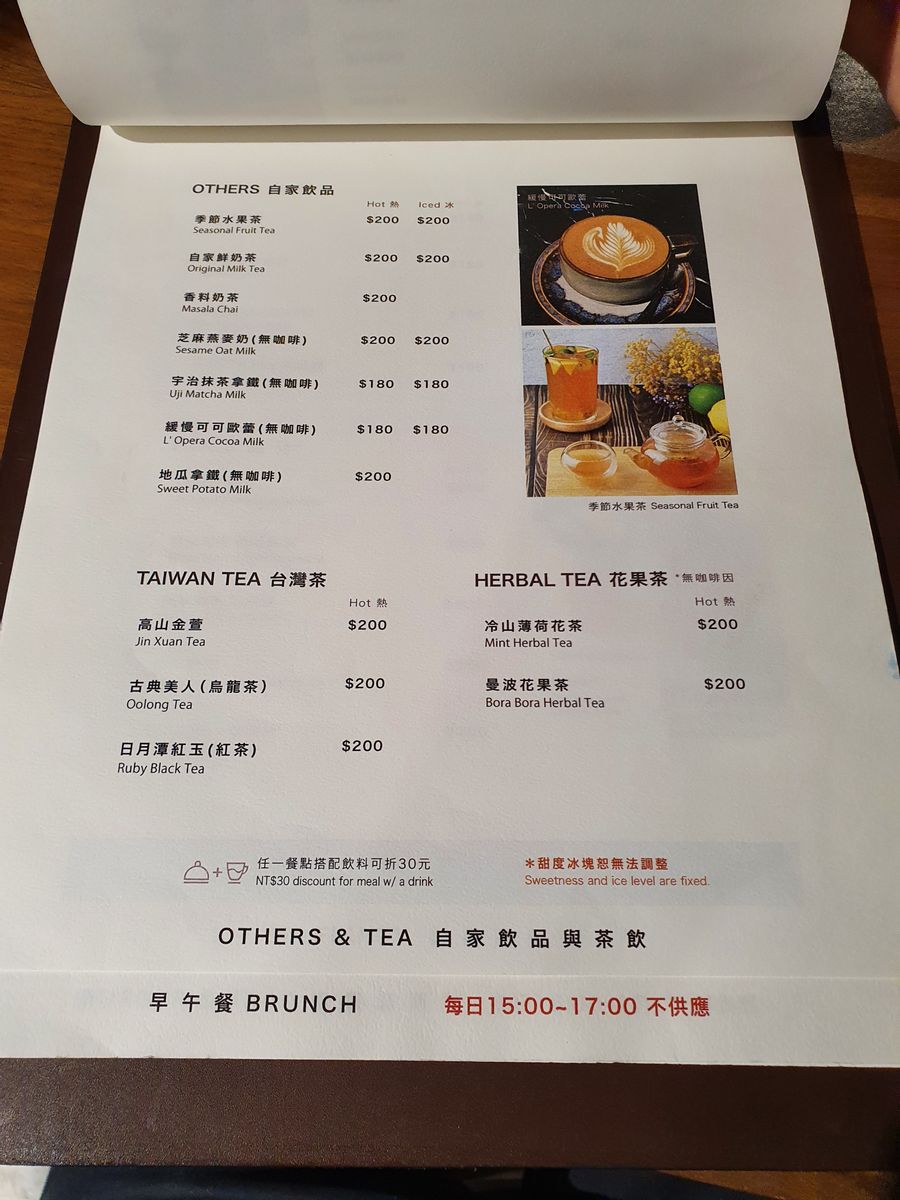 OTHERS 自家飲品
Hot 熱 Iced 冰
季節水果茶 $200 $200
Seasonal Fruit Tea
自家鮮奶茶 $200 $200
Original Milk Tea
香料奶茶 $200
Masala Chai
芝麻燕麥奶(無咖啡) $200 $200
Sesame Oat Milk
宇治抹茶拿鐵(無咖啡) $180 $180
Uji Matcha Milk
緩慢可可歐蕾(無咖啡) $180 $180
L' Opera Cocoa Milk
地瓜拿鐵(無咖啡) $200
Sweet Potato Milk
緩慢可可歐蕾
L' Opera Cocoa Milk
季節水果茶 Seasonal Fruit Tea
TAIWAN TEA 台灣茶
Hot 熱
高山金萱 $200
Jin Xuan Tea
古典美人(烏龍茶) $200
Oolong Tea
日月潭紅玉(紅茶) $200
Ruby Black Tea
HERBAL TEA 花果茶 *無咖啡因
Hot 熱
冷山薄荷花茶 $200
Mint Herbal Tea
曼波花果茶 $200
Bora Bora Herbal Tea
任一餐點搭配飲料可折30元
NT$30 discount for meal w/ a drink
＊甜度冰塊恕無法調整
Sweetness and ice level are fixed.
OTHERS & TEA 自家飲品與茶飲
早午餐 BRUNCH 每日15:00~17:00 不供應